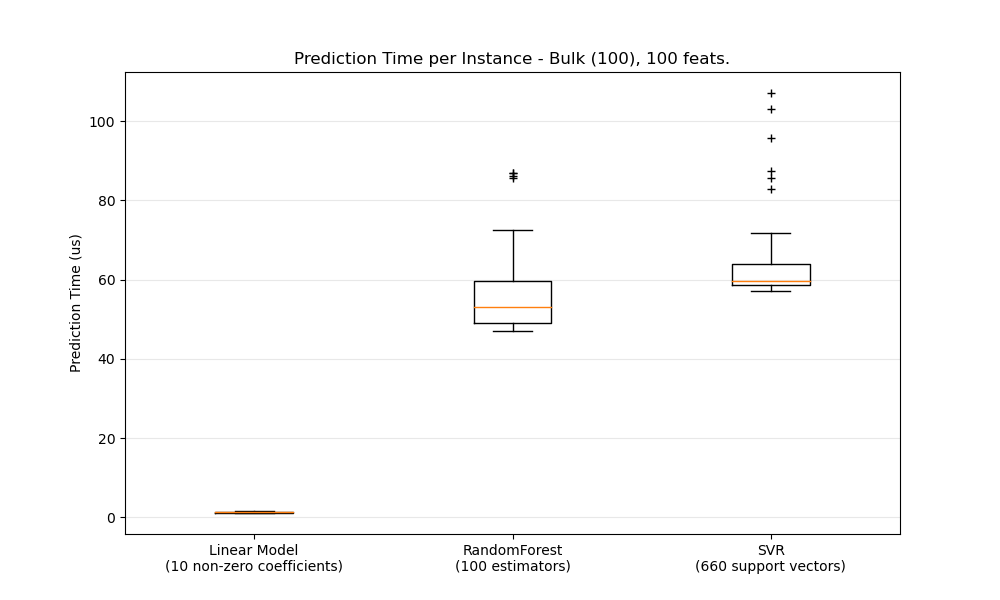 Prediction Time per Instance - Bulk (100), 100 feats.
Prediction Time (us)
100
80
60
40
20
0
Linear Model
(10 non-zero coefficients)
RandomForest
(100 estimators)
SVR
(660 support vectors)